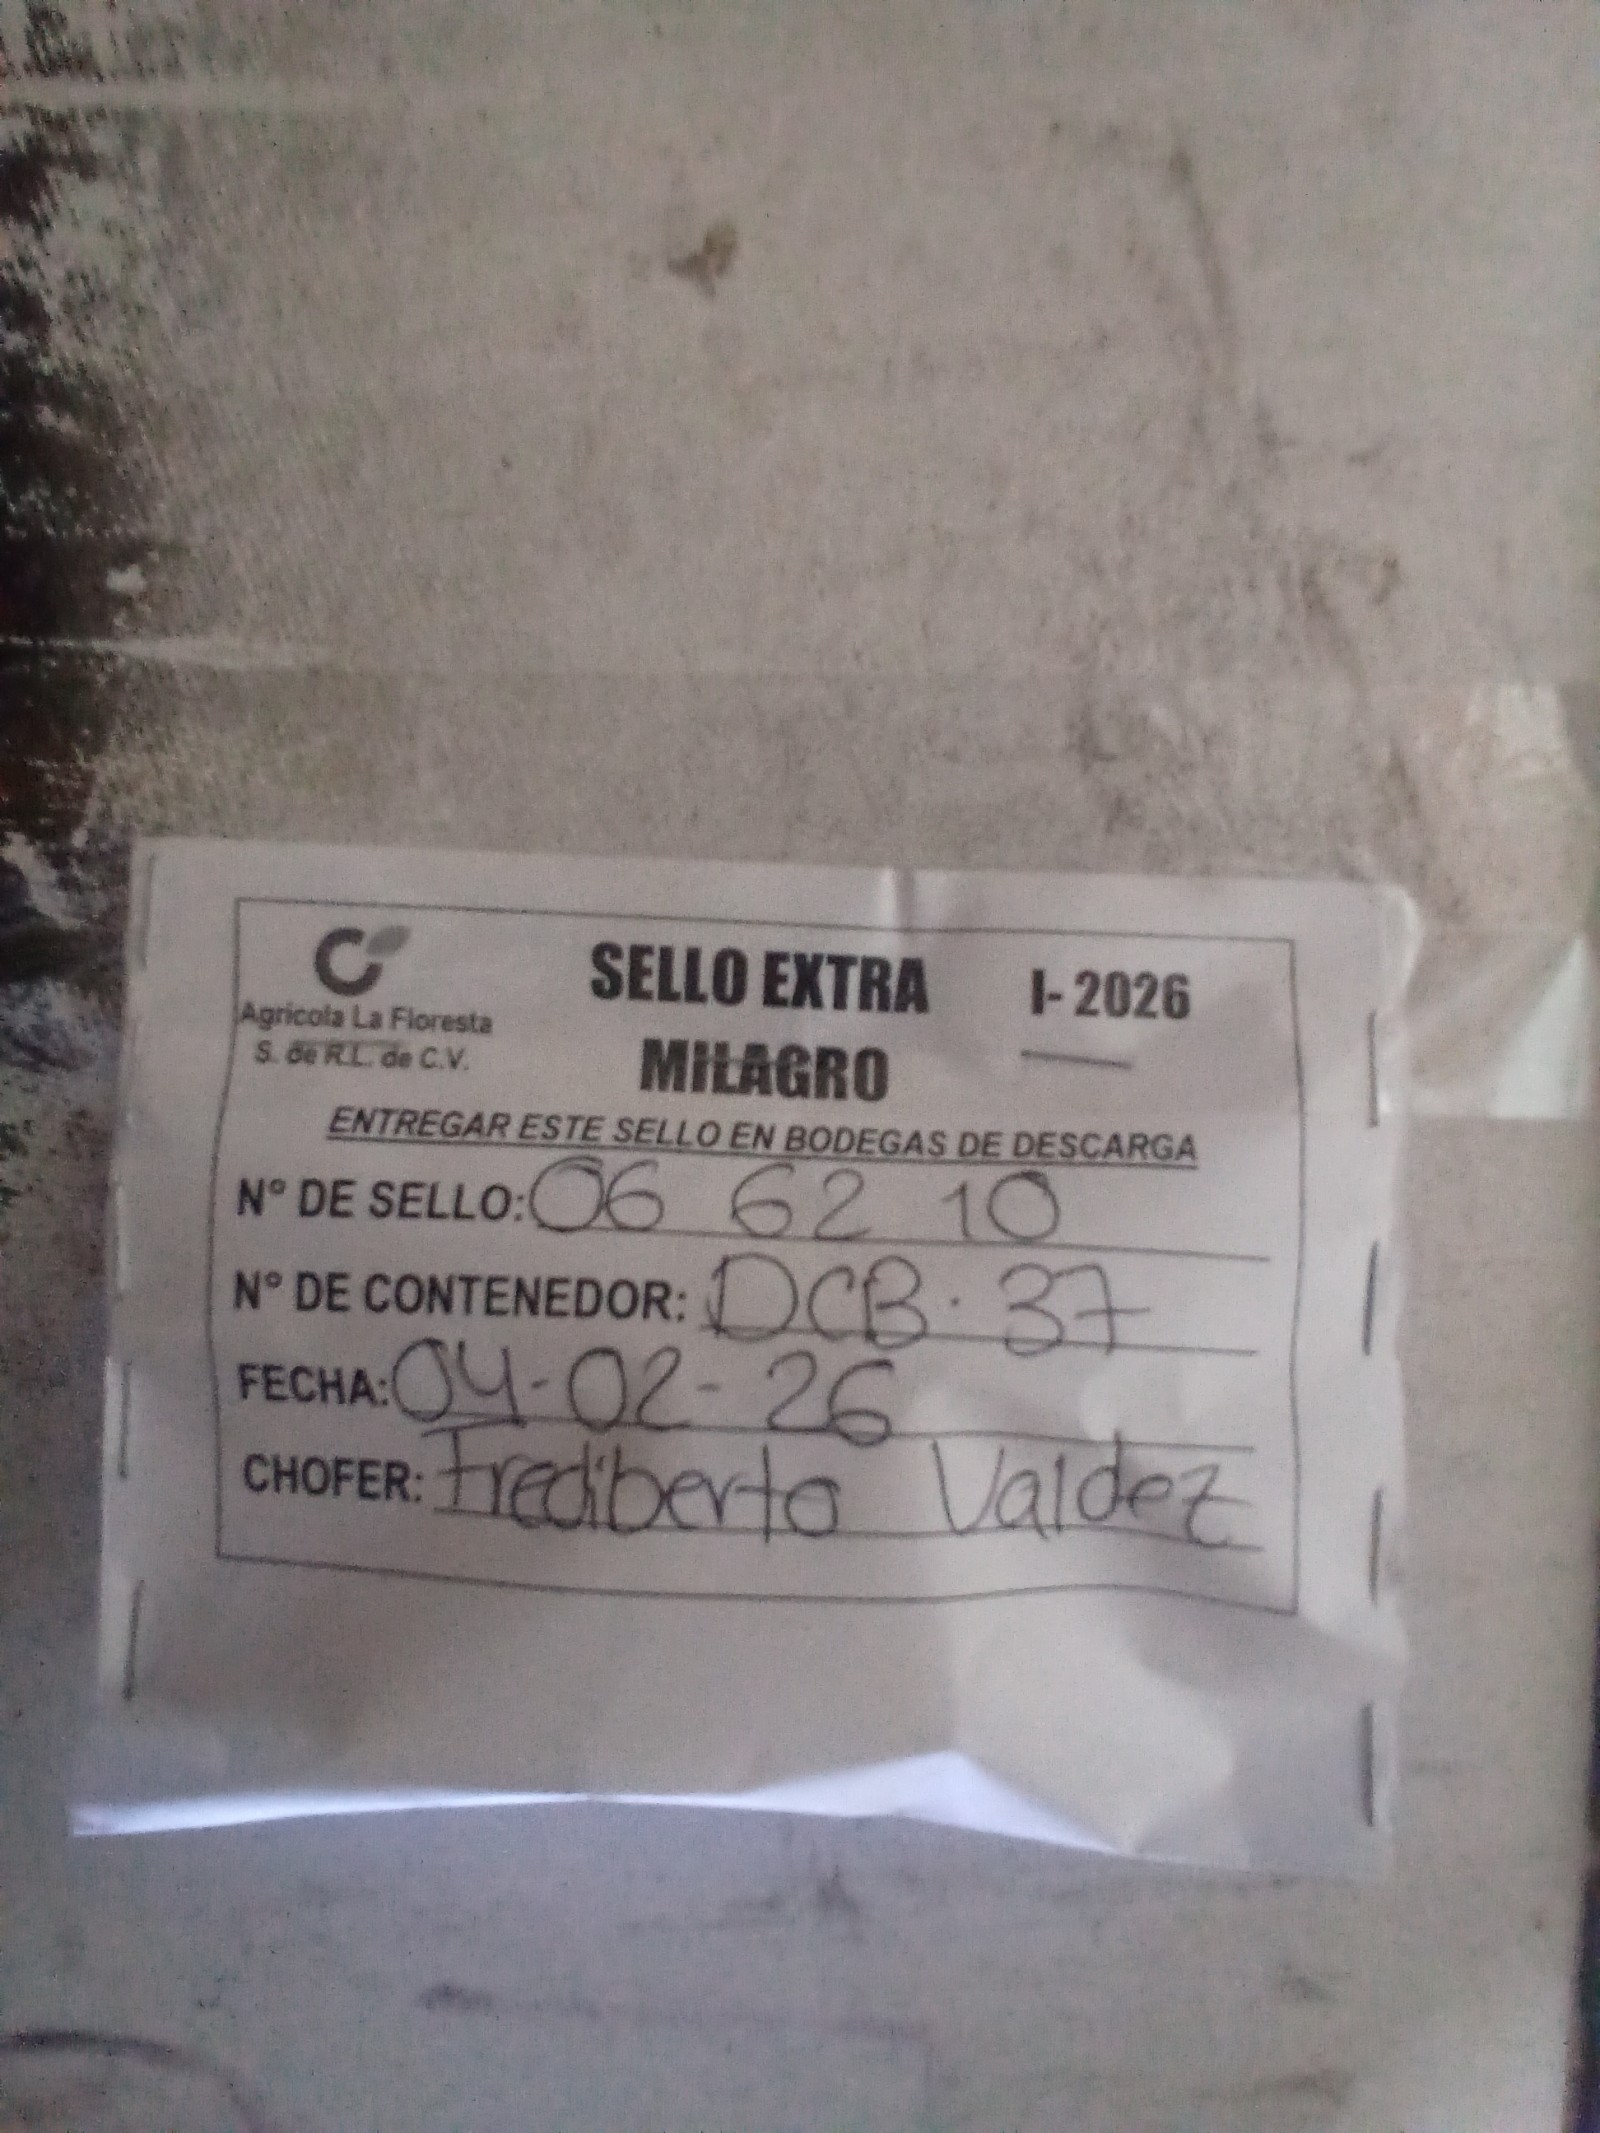 SELLO EXTRA I- 2026
Agrícola La Floresta
S. de R.L. de C.V.
MILAGRO
ENTREGAR ESTE SELLO EN BODEGAS DE DESCARGA
N° DE SELLO: 06 62 10
N° DE CONTENEDOR: DCB. 37
FECHA: 04-02-26
CHOFER: Frediberto Valdez